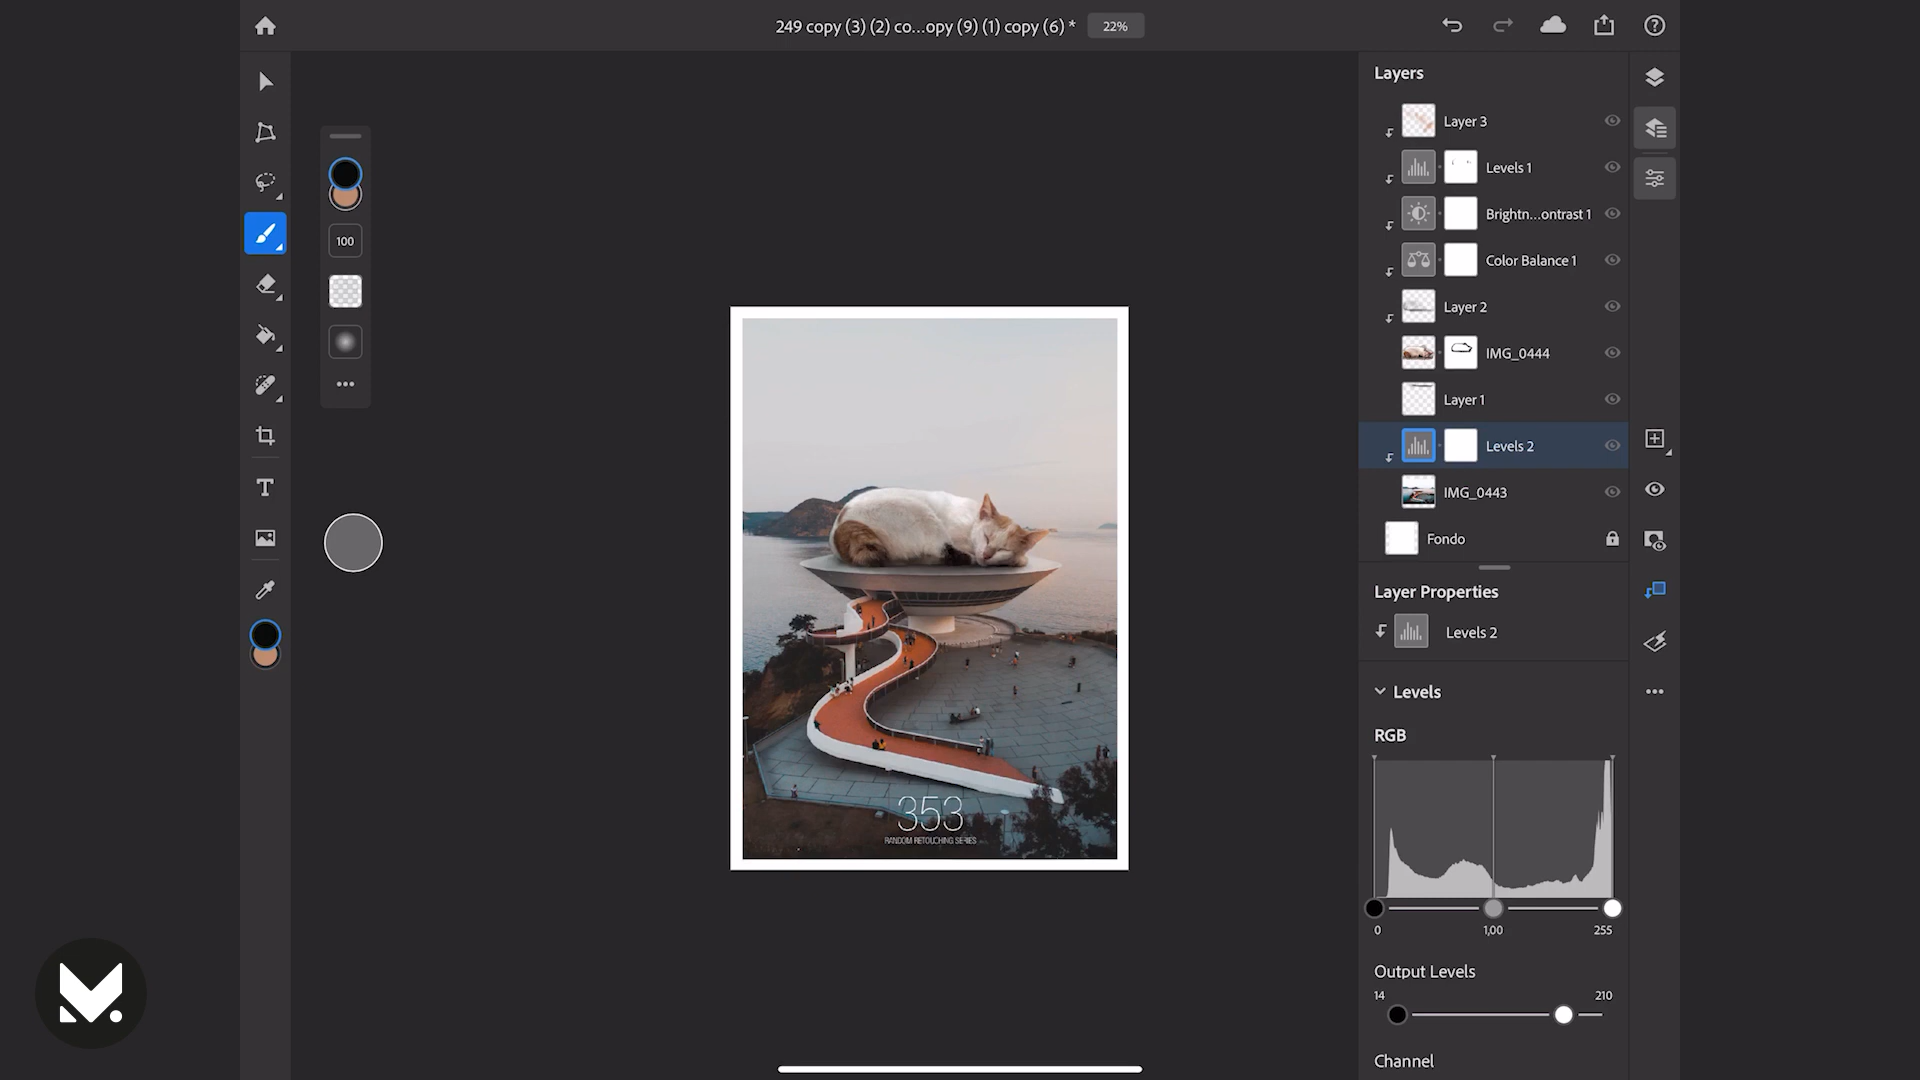 249 copy (3) (2) co...opy (9) (1) copy (6) *
22%
Layers
Layer 3
Levels 1
Brightn...ontrast 1
Color Balance 1
Layer 2
IMG_0444
Layer 1
Levels 2
IMG_0443
Fondo
100
Layer Properties
Levels 2
Levels
RGB
0
1,00
255
Output Levels
14
210
Channel
353
RANDOM RETOUCHING SERIES